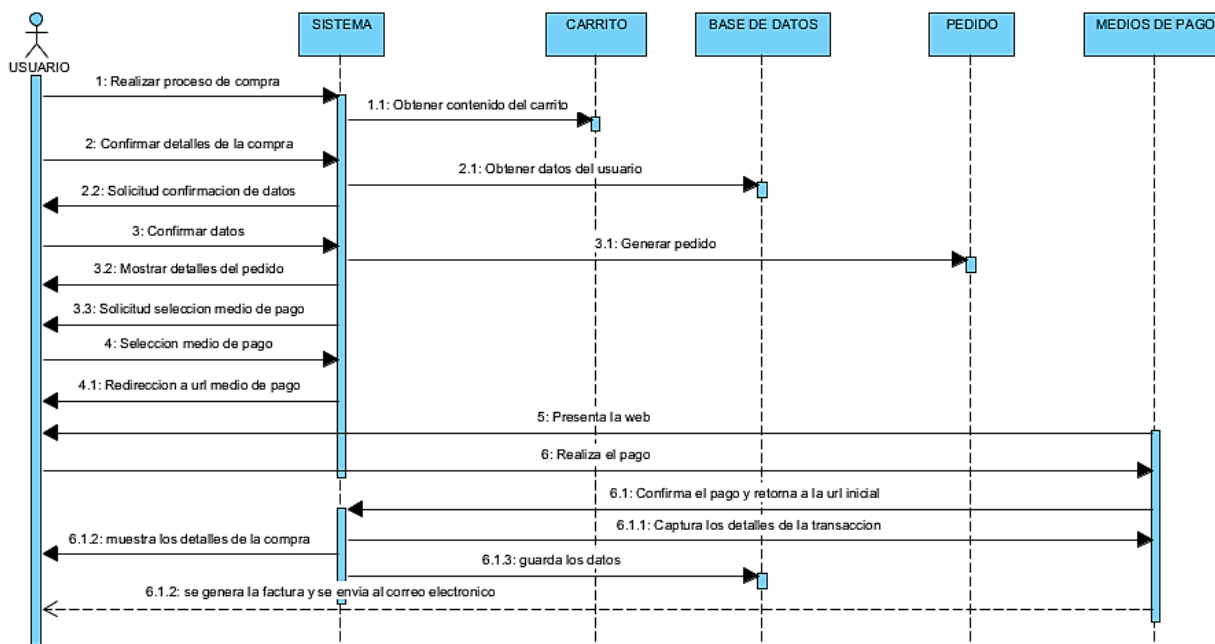 SISTEMA
CARRITO
BASE DE DATOS
PEDIDO
MEDIOS DE PAGO
USUARIO
1: Realizar proceso de compra
1.1: Obtener contenido del carrito
2: Confirmar detalles de la compra
2.1: Obtener datos del usuario
2.2: Solicitud confirmacion de datos
3: Confirmar datos
3.1: Generar pedido
3.2: Mostrar detalles del pedido
3.3: Solicitud seleccion medio de pago
4: Seleccion medio de pago
4.1: Redireccion a url medio de pago
5: Presenta la web
6: Realiza el pago
6.1: Confirma el pago y retorna a la url inicial
6.1.1: Captura los detalles de la transaccion
6.1.2: muestra los detalles de la compra
6.1.3: guarda los datos
6.1.2: se genera la factura y se envia al correo electronico